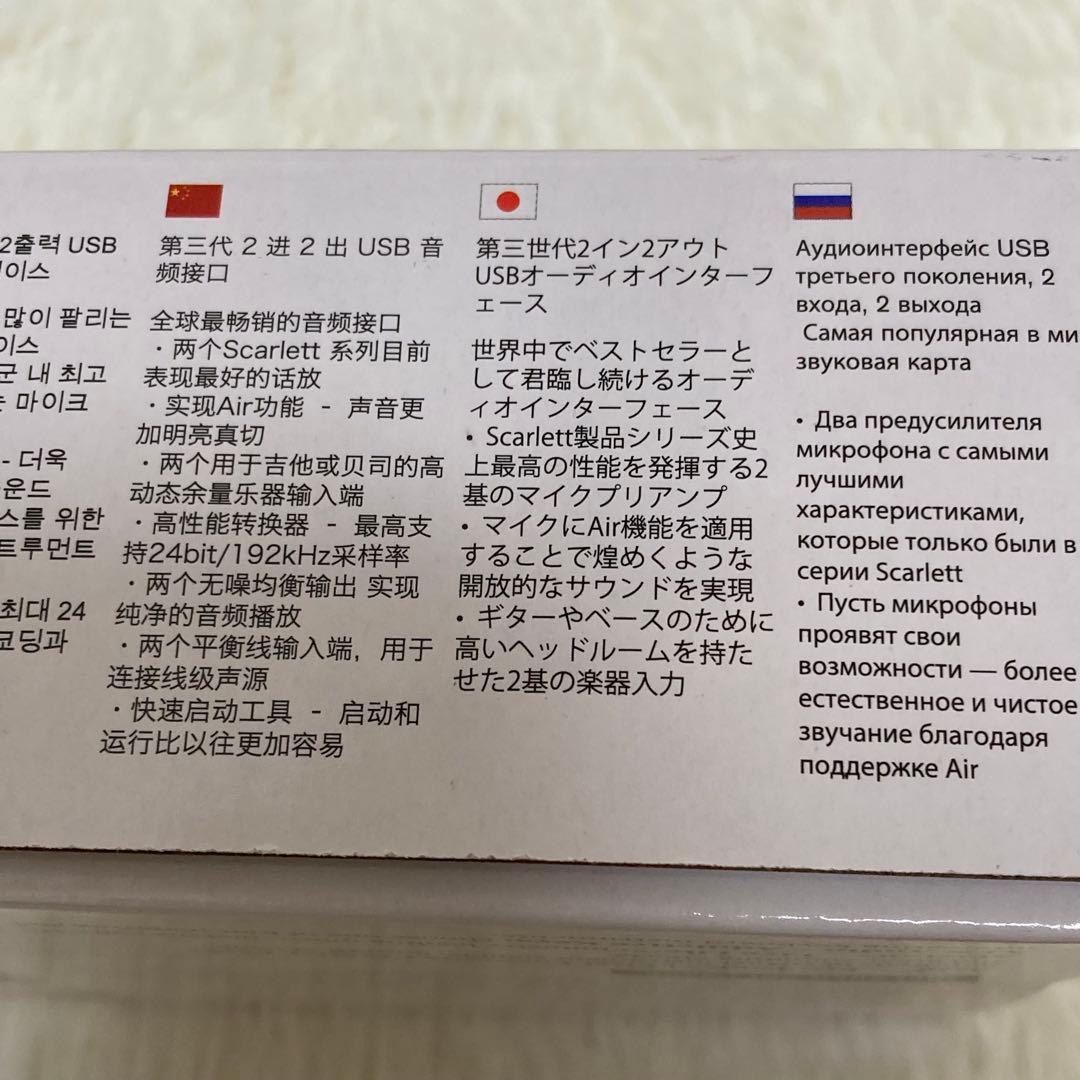 2출력 USB
이스
많이 팔리는
이스
군 내 최고
마이크
- 더욱
운드
스를 위한
트루먼트
최대 24
코딩과
第三代 2 进 2 出 USB 音
频接口
全球最畅销的音频接口
· 两个Scarlett 系列目前
表现最好的话放
· 实现Air功能 - 声音更
加明亮真切
· 两个用于吉他或贝司的高
动态余量乐器输入端
· 高性能转换器 - 最高支
持24bit/192kHz采样率
· 两个无噪均衡输出 实现
纯净的音频播放
· 两个平衡线输入端，用于
连接线级声源
· 快速启动工具 - 启动和
运行比以往更加容易
第三世代2イン2アウト
USBオーディオインターフ
ェース
世界中でベストセラーと
して君臨し続けるオーデ
ィオインターフェース
• Scarlett製品シリーズ史
上最高の性能を発揮する2
基のマイクプリアンプ
• マイクにAir機能を適用
することで煌めくような
開放的なサウンドを実現
• ギターやベースのために
高いヘッドルームを持た
せた2基の楽器入力
Аудиоинтерфейс USB
третьего поколения, 2
входа, 2 выхода
Самая популярная в ми
звуковая карта
• Два предусилителя
микрофона с самыми
лучшими
характеристиками,
которые только были в
серии Scarlett
• Пусть микрофоны
проявят свои
возможности — более
естественное и чистое
звучание благодаря
поддержке Air